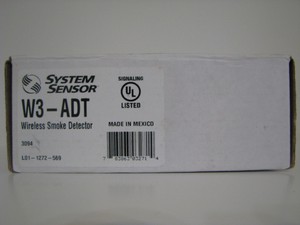 SYSTEM
SENSOR
SIGNALING
UL
LISTED
W3-ADT
Wireless Smoke Detector
MADE IN MEXICO